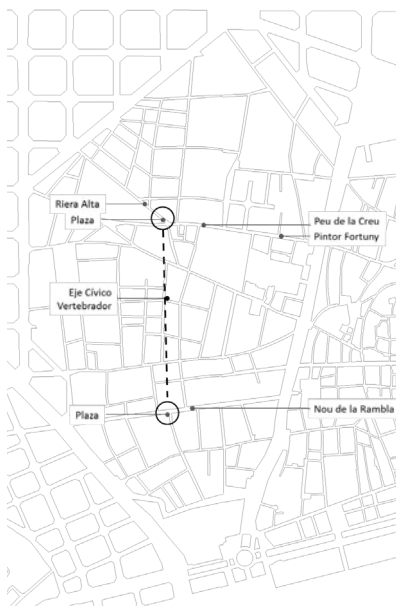 Riera Alta
Plaza
Peu de la Creu
Pintor Fortuny
Eje Cívico
Vertebrador
Plaza
Nou de la Rambla